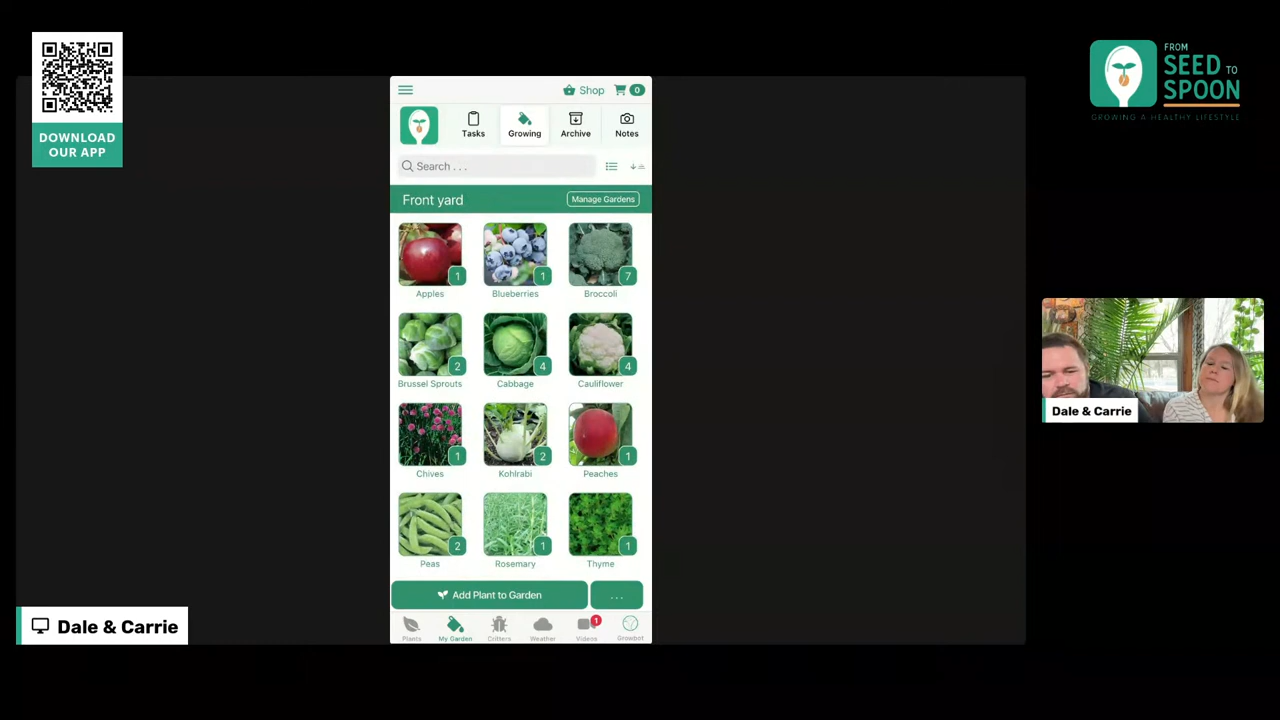 DOWNLOAD
OUR APP
Shop
0
Tasks
Growing
Archive
Notes
Search . . .
Front yard
Manage Gardens
1
1
7
Apples
Blueberries
Broccoli
2
4
4
Brussel Sprouts
Cabbage
Cauliflower
1
2
1
Chives
Kohlrabi
Peaches
2
1
1
Peas
Rosemary
Thyme
Add Plant to Garden
. . .
Plants
My Garden
Critters
Weather
1
Videos
Growbot
Dale & Carrie
FROM
SEED TO
SPOON
GROWING A HEALTHY LIFESTYLE
Dale & Carrie